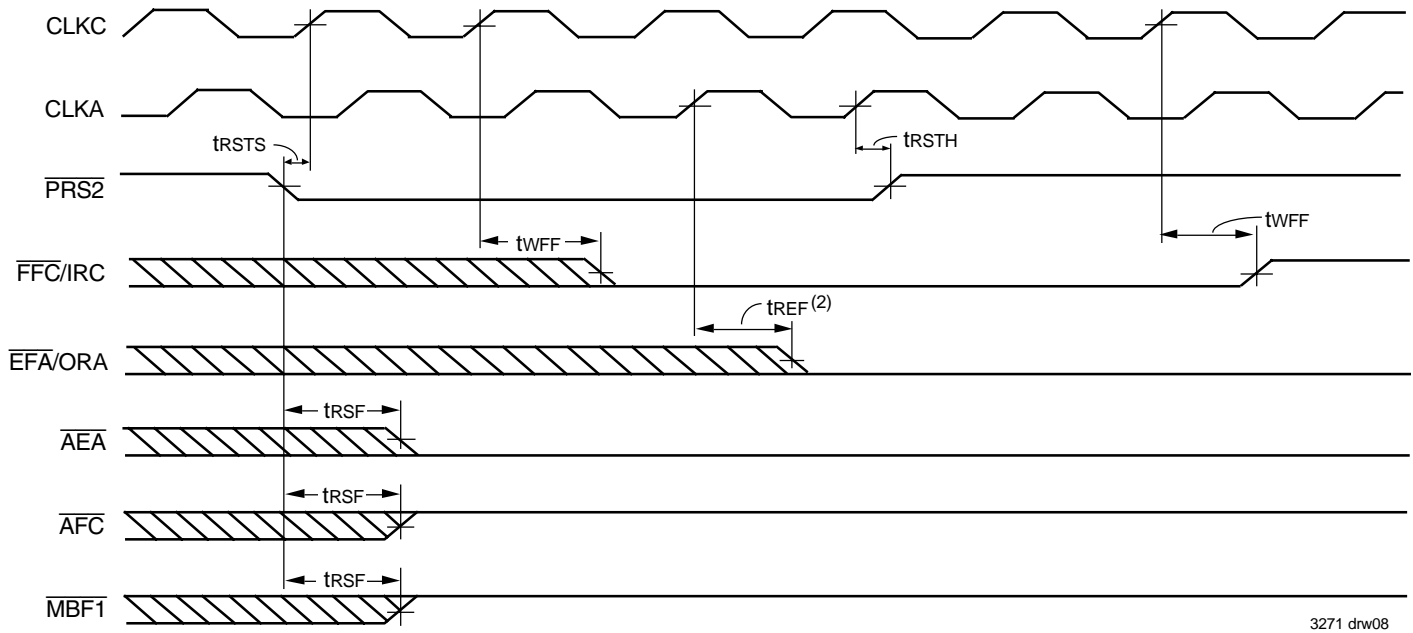 CLKC
CLKA
tRSTS
tRSTH
PRS2
tWFF
tWFF
FFC/IRC
tREF(2)
EFA/ORA
tRSF
AEA
tRSF
AFC
tRSF
MBF1
3271 drw08